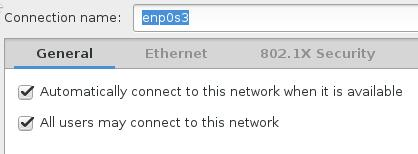 Connection name: enp0s3
General Ethernet 802.1X Security
Automatically connect to this network when it is available
All users may connect to this network